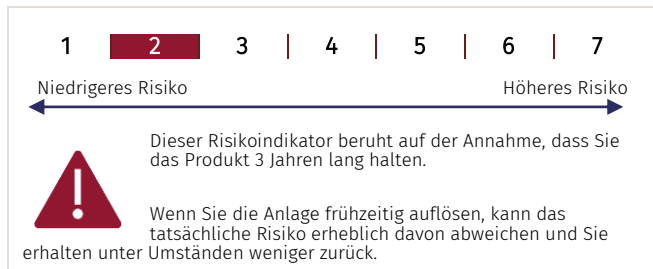 1 2 3 4 5 6 7
Niedrigeres Risiko Höheres Risiko
Dieser Risikoindikator beruht auf der Annahme, dass Sie
das Produkt 3 Jahren lang halten.
Wenn Sie die Anlage frühzeitig auflösen, kann das
tatsächliche Risiko erheblich davon abweichen und Sie
erhalten unter Umständen weniger zurück.